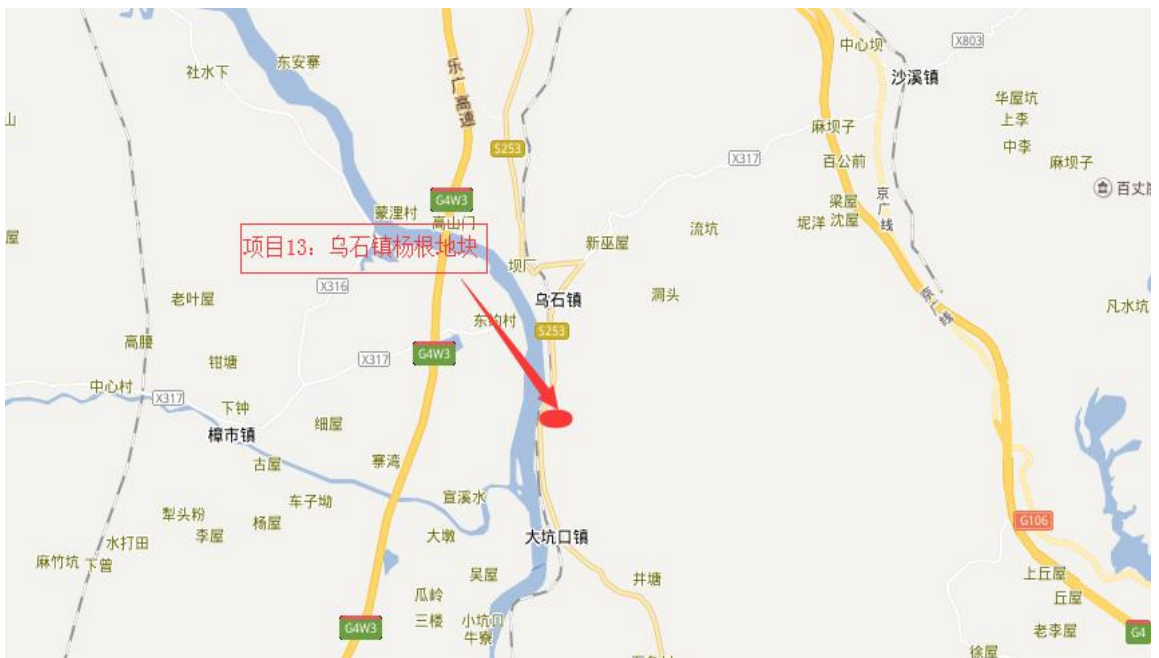 中心坝
X803
东安寨
社水下
乐广高速
沙溪镇
华屋坑
上李
山
麻坝子
中李
S253
X317
百公前
麻坝子
京广线
百丈
G4W3
梁屋
蒙浬村
高山门
坭洋
沈屋
流坑
屋
项目13：乌石镇杨根地块
新巫屋
坝厂
X316
老叶屋
乌石镇
洞头
京广线
凡水坑
东约村
S253
高腰
钳塘
X317
G4W3
中心村
X317
下钟
细屋
樟市镇
古屋
寨湾
宣溪水
车子坳
犁头粉
杨屋
G106
李屋
大墩
大坑口镇
水打田
麻竹坑
下曾
吴屋
井塘
上丘屋
瓜岭
丘屋
G4W3
三楼
小坑口
牛寮
老李屋
G4
徐屋